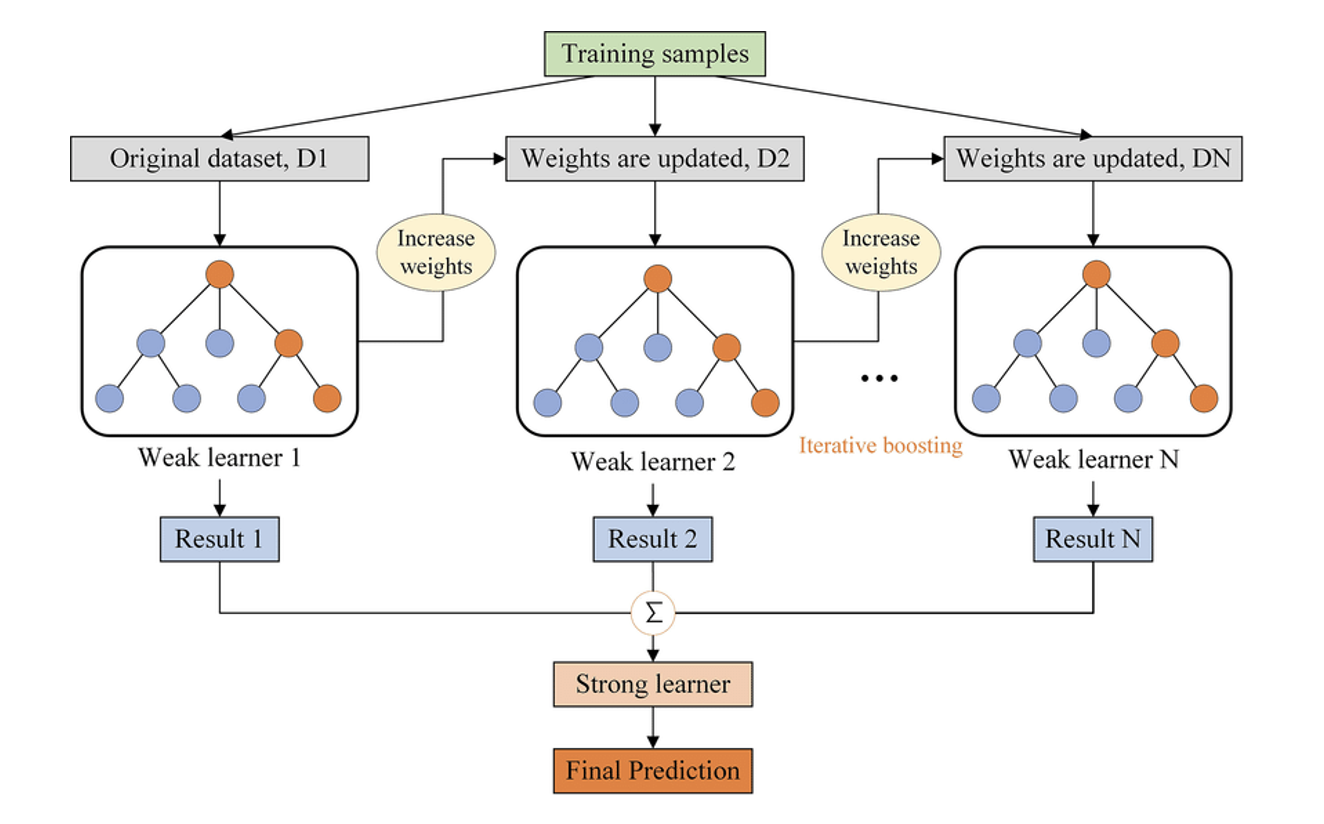 Training samples
Original dataset, D1
Weights are updated, D2
Weights are updated, DN
Increase
weights
Increase
weights
...
Iterative boosting
Weak learner 1
Weak learner 2
Weak learner N
Result 1
Result 2
Result N
Σ
Strong learner
Final Prediction